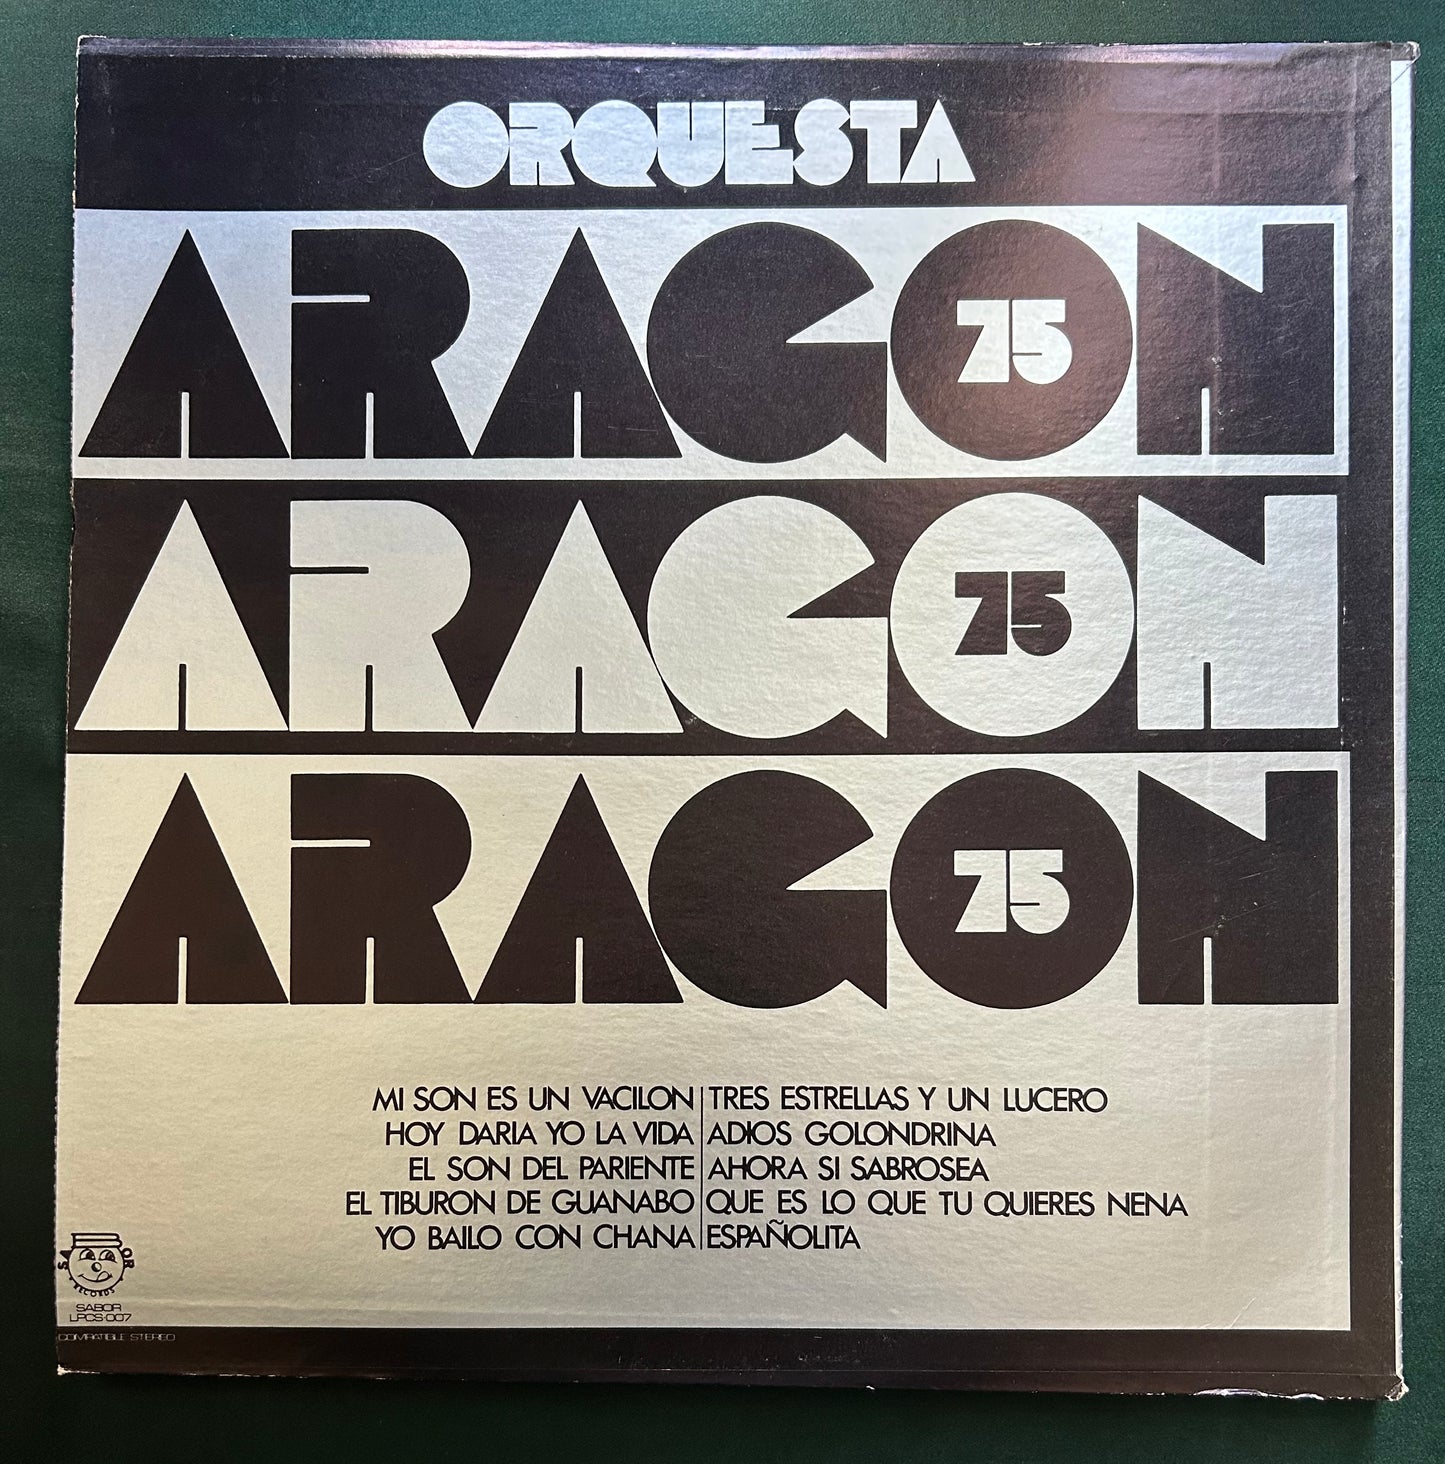 ORQUESTA
ARAGON
75
ARAGON
75
ARAGON
75
MI SON ES UN VACILON
HOY DARIA YO LA VIDA
EL SON DEL PARIENTE
EL TIBURON DE GUANABO
YO BAILO CON CHANA
TRES ESTRELLAS Y UN LUCERO
ADIOS GOLONDRINA
AHORA SI SABROSEA
QUE ES LO QUE TU QUIERES NENA
ESPAÑOLITA
SABOR
RECORDS
SABOR
LPCS-007
COMPATIBLE STEREO